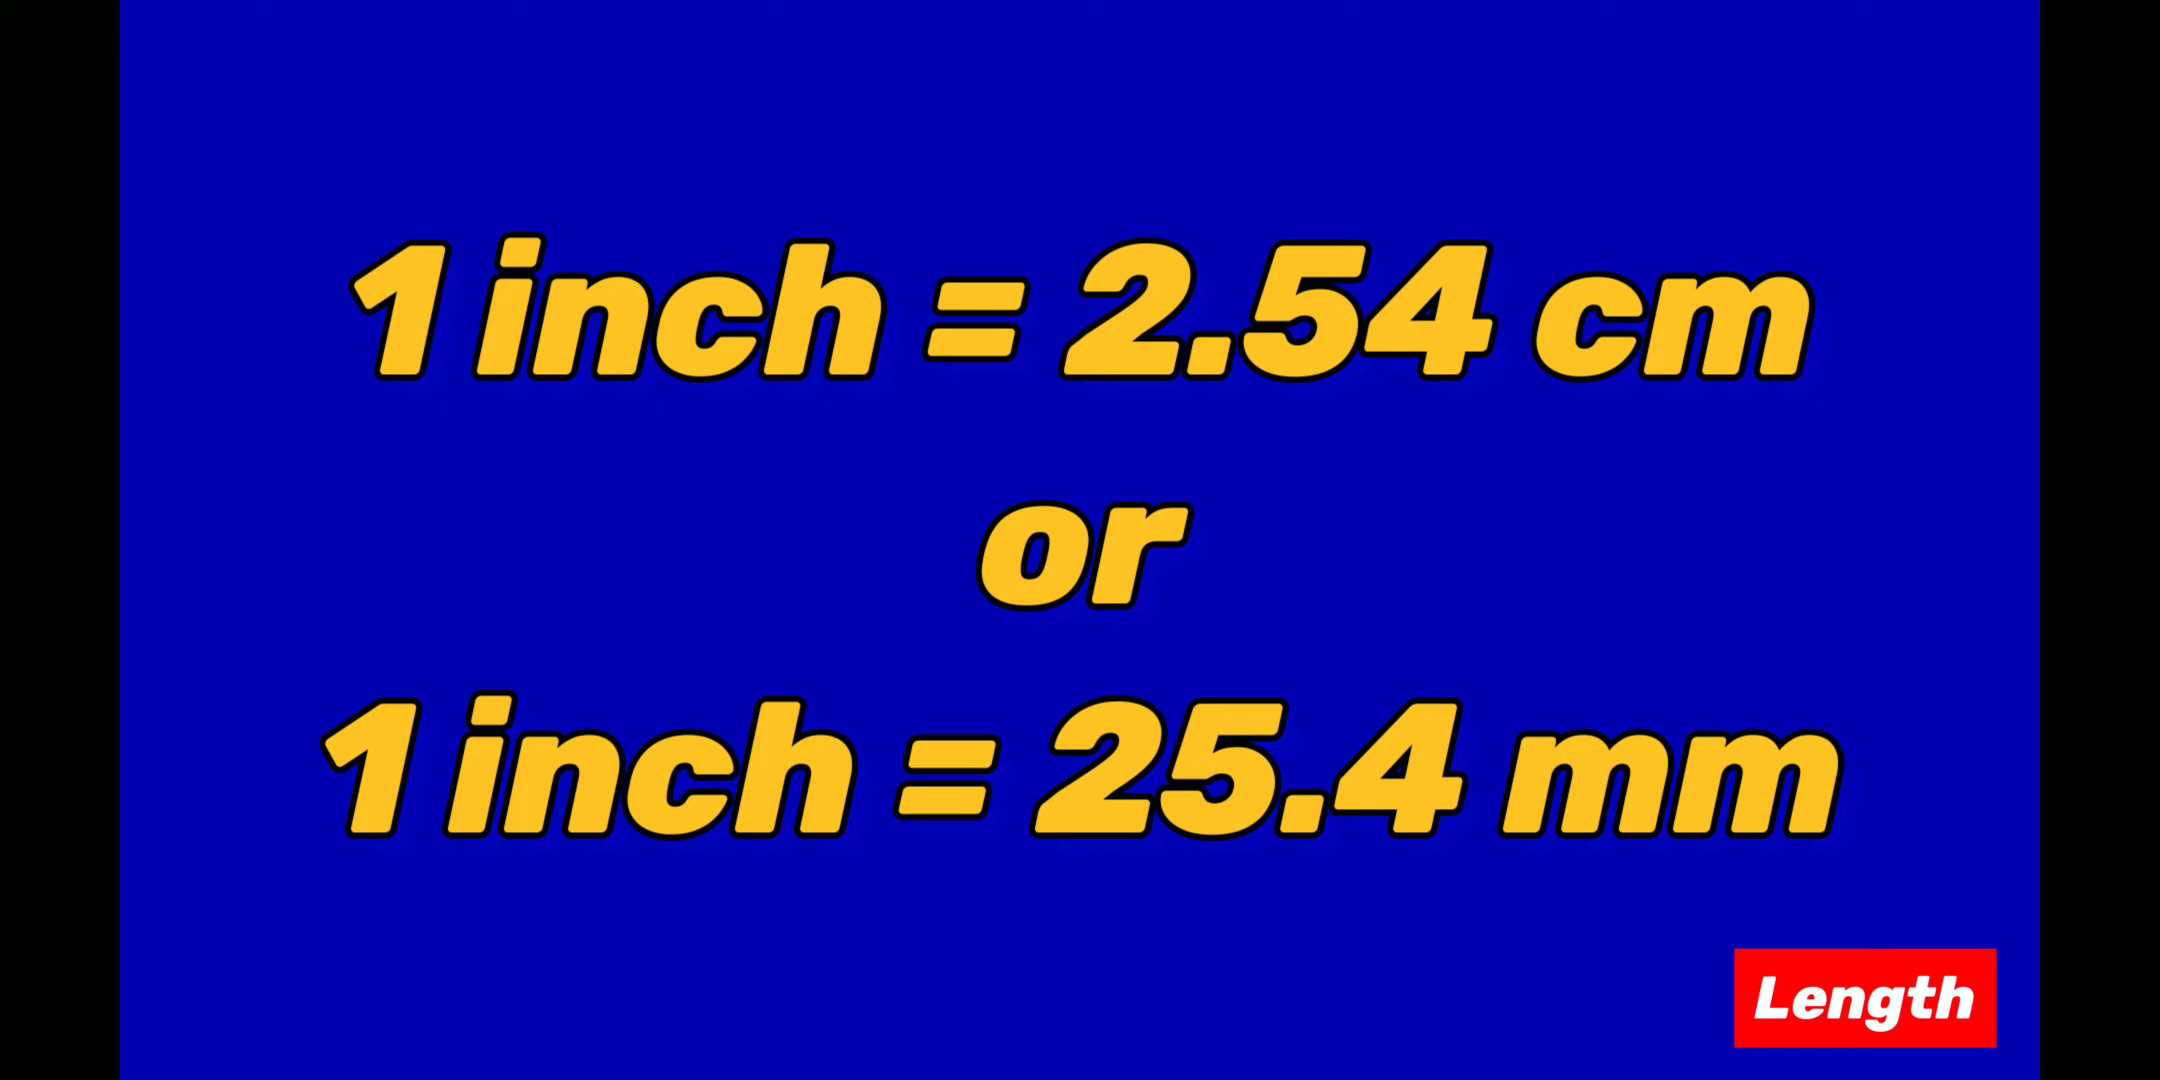 1 inch = 2.54 cm
or
1 inch = 25.4 mm
Length